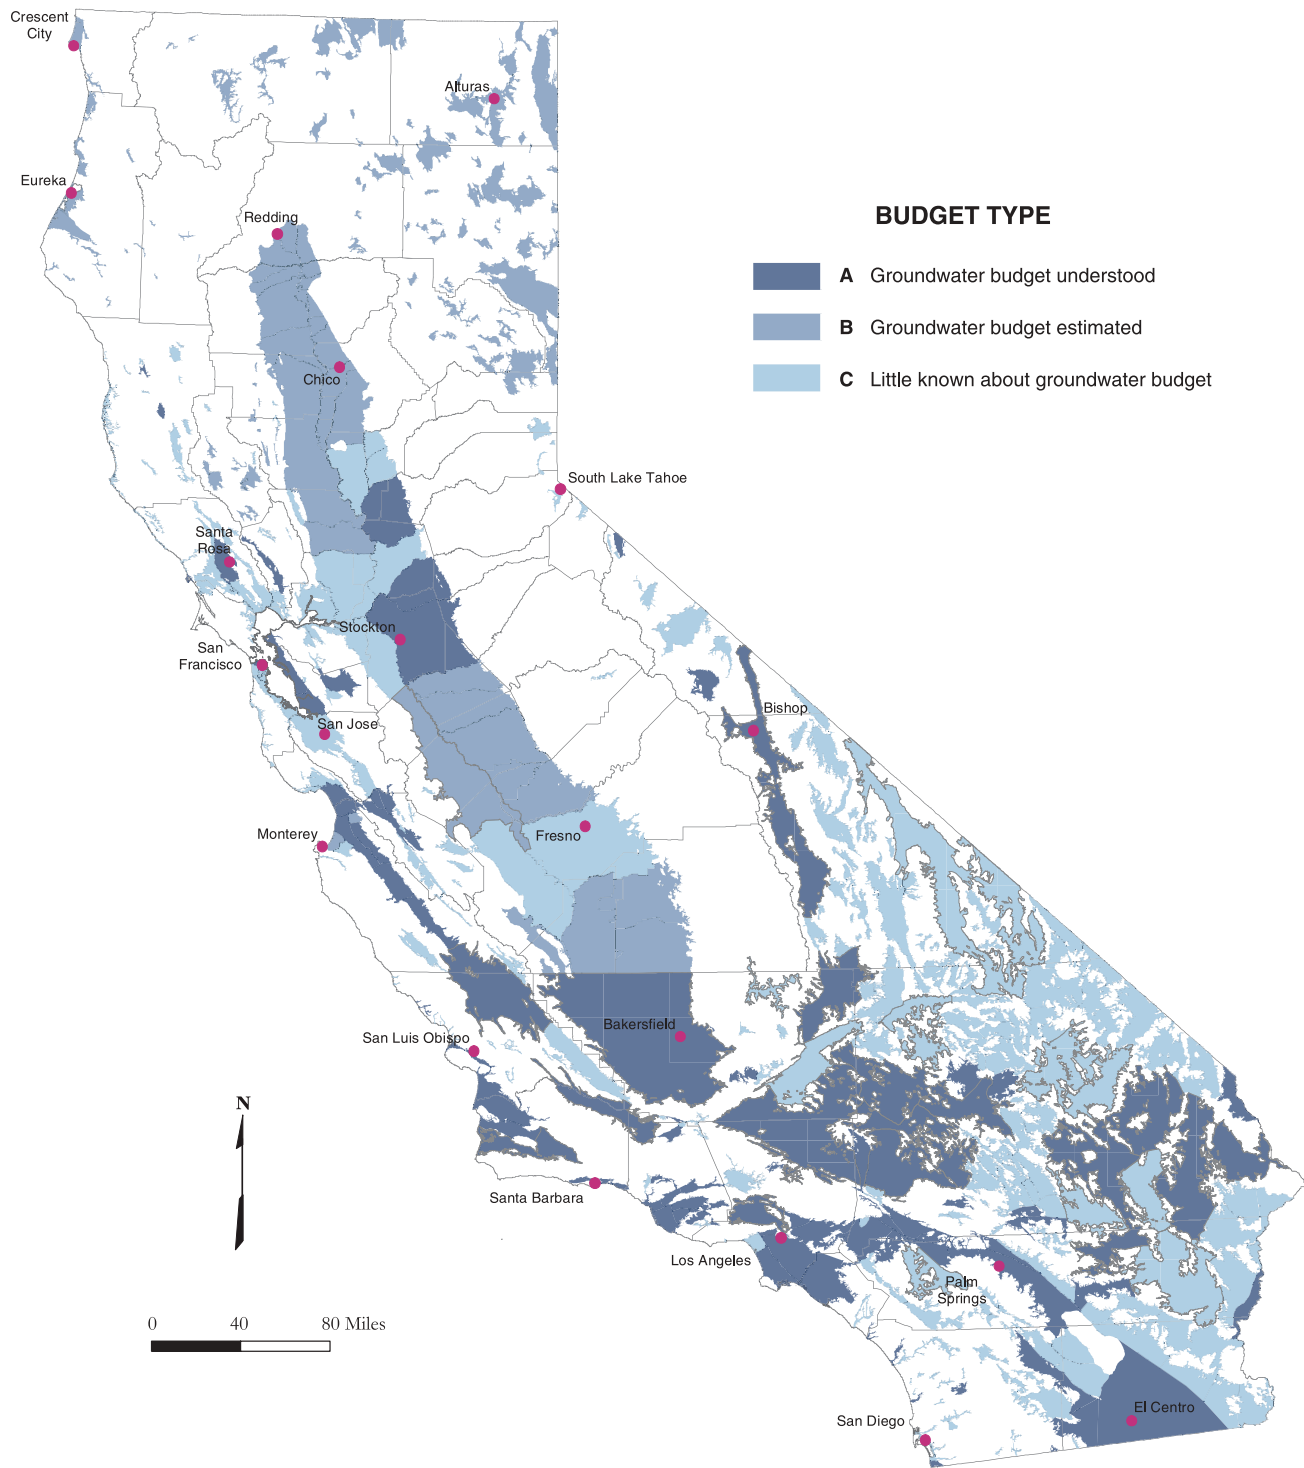 Crescent
City
Alturas
Eureka
Redding
BUDGET TYPE
A Groundwater budget understood
B Groundwater budget estimated
C Little known about groundwater budget
Chico
South Lake Tahoe
Santa
Rosa
Stockton
San
Francisco
Bishop
San Jose
Monterey
Fresno
Bakersfield
San Luis Obispo
N
Santa Barbara
Los Angeles
Palm
Springs
0 40 80 Miles
El Centro
San Diego